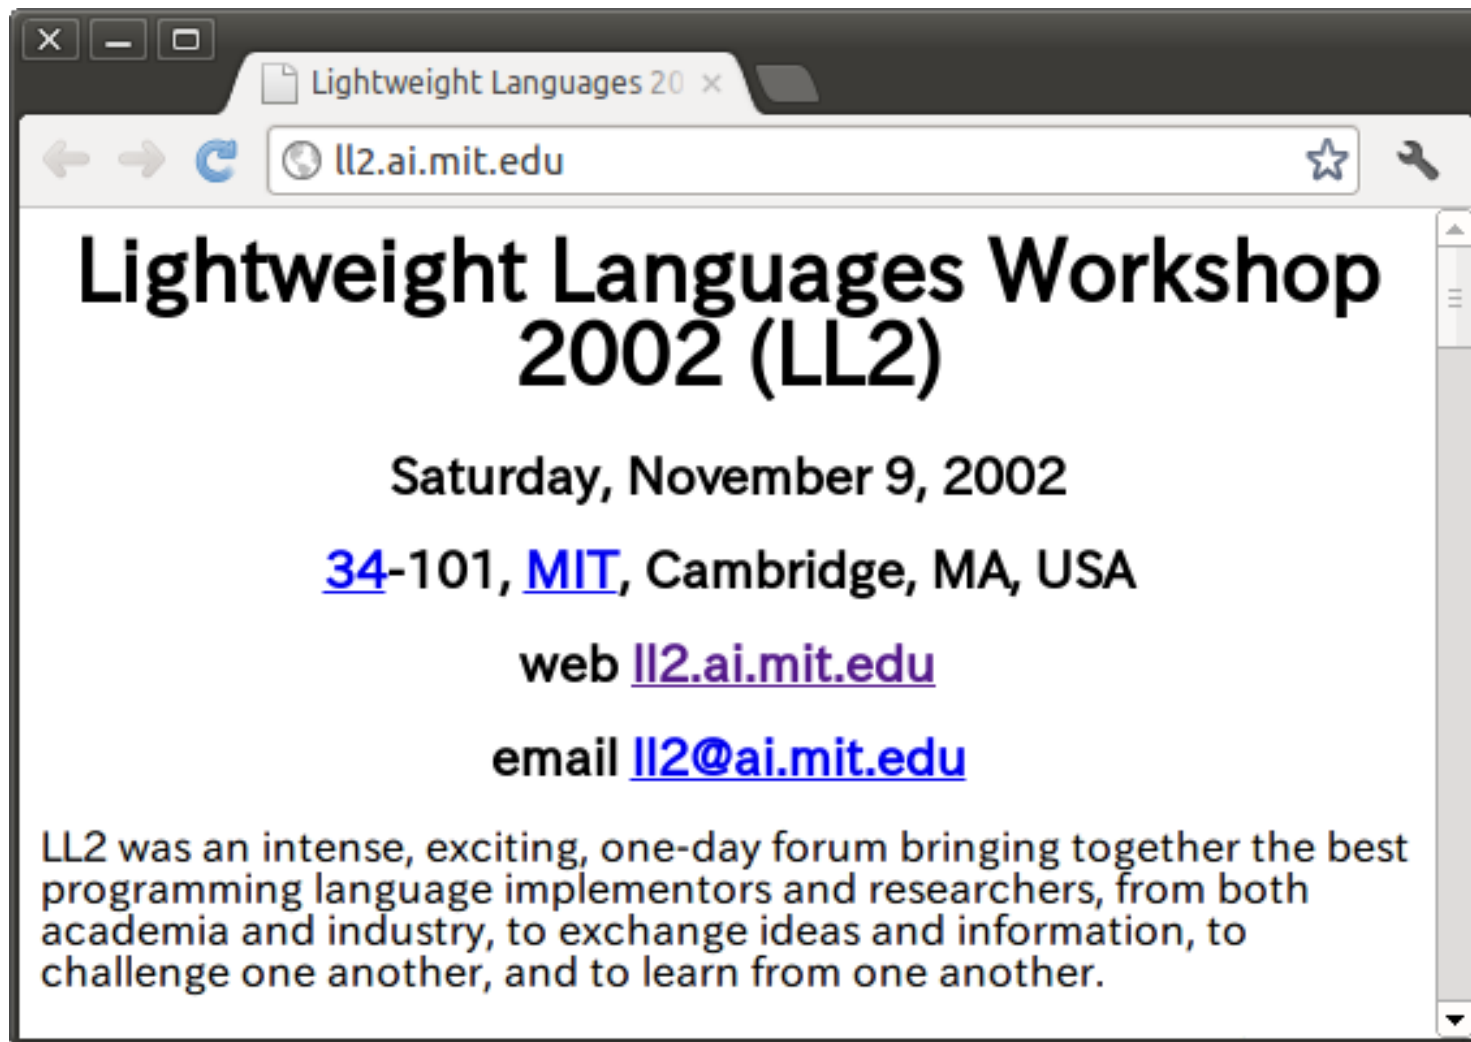 Lightweight Languages 20
ll2.ai.mit.edu
Lightweight Languages Workshop
2002 (LL2)
Saturday, November 9, 2002
34-101, MIT, Cambridge, MA, USA
web ll2.ai.mit.edu
email ll2@ai.mit.edu
LL2 was an intense, exciting, one-day forum bringing together the best
programming language implementors and researchers, from both
academia and industry, to exchange ideas and information, to
challenge one another, and to learn from one another.